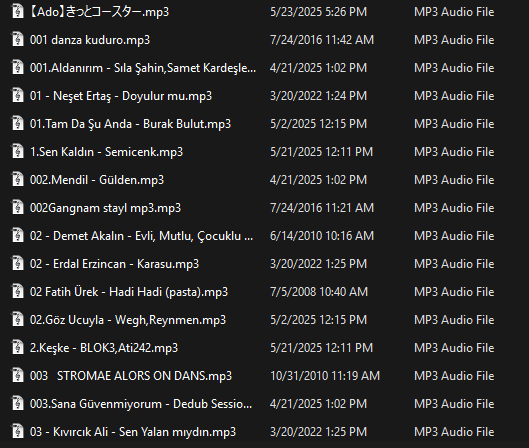 【Ado】きっとコースター.mp3 5/23/2025 5:26 PM MP3 Audio File
001 danza kuduro.mp3 7/24/2016 11:42 AM MP3 Audio File
001.Aldanırım - Sıla Şahin,Samet Kardeşle... 4/21/2025 1:02 PM MP3 Audio File
01 - Neşet Ertaş - Doyulur mu.mp3 3/20/2022 1:24 PM MP3 Audio File
01.Tam Da Şu Anda - Burak Bulut.mp3 5/2/2025 12:15 PM MP3 Audio File
1.Sen Kaldın - Semicenk.mp3 5/21/2025 12:11 PM MP3 Audio File
002.Mendil - Gülden.mp3 4/21/2025 1:02 PM MP3 Audio File
002Gangnam stayl mp3.mp3 7/24/2016 11:21 AM MP3 Audio File
02 - Demet Akalın - Evli, Mutlu, Çocuklu ... 6/14/2010 10:16 AM MP3 Audio File
02 - Erdal Erzincan - Karasu.mp3 3/20/2022 1:25 PM MP3 Audio File
02 Fatih Ürek - Hadi Hadi (pasta).mp3 7/5/2008 10:40 AM MP3 Audio File
02.Göz Ucuyla - Wegh,Reynmen.mp3 5/2/2025 12:15 PM MP3 Audio File
2.Keşke - BLOK3,Ati242.mp3 5/21/2025 12:11 PM MP3 Audio File
003   STROMAE ALORS ON DANS.mp3 10/31/2010 11:19 AM MP3 Audio File
003.Sana Güvenmiyorum - Dedub Sessio... 4/21/2025 1:02 PM MP3 Audio File
03 - Kıvırcık Ali - Sen Yalan mıydın.mp3 3/20/2022 1:25 PM MP3 Audio File